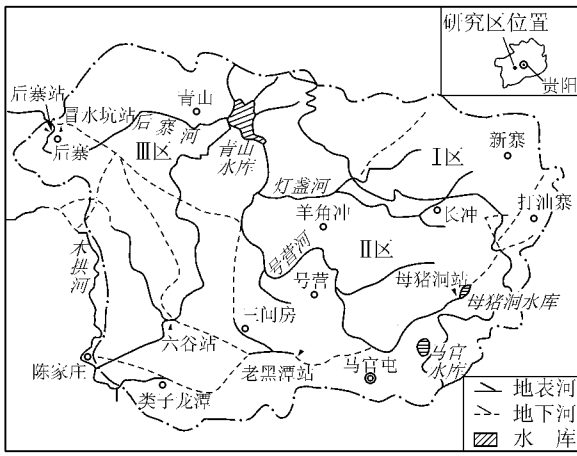 研究区位置
贵阳
后寨站
冒水坑站
青山
后寨河
后寨
Ⅲ区
青山
水库
Ⅰ区
新寨
灯盏河
打油寨
羊角冲
长冲
木拱河
号营河
Ⅱ区
号营
母猪洞站
母猪洞水库
三间房
六谷站
陈家庄
老黑潭站
马官屯
马官
水库
类子龙潭
地表河
地下河
水 库